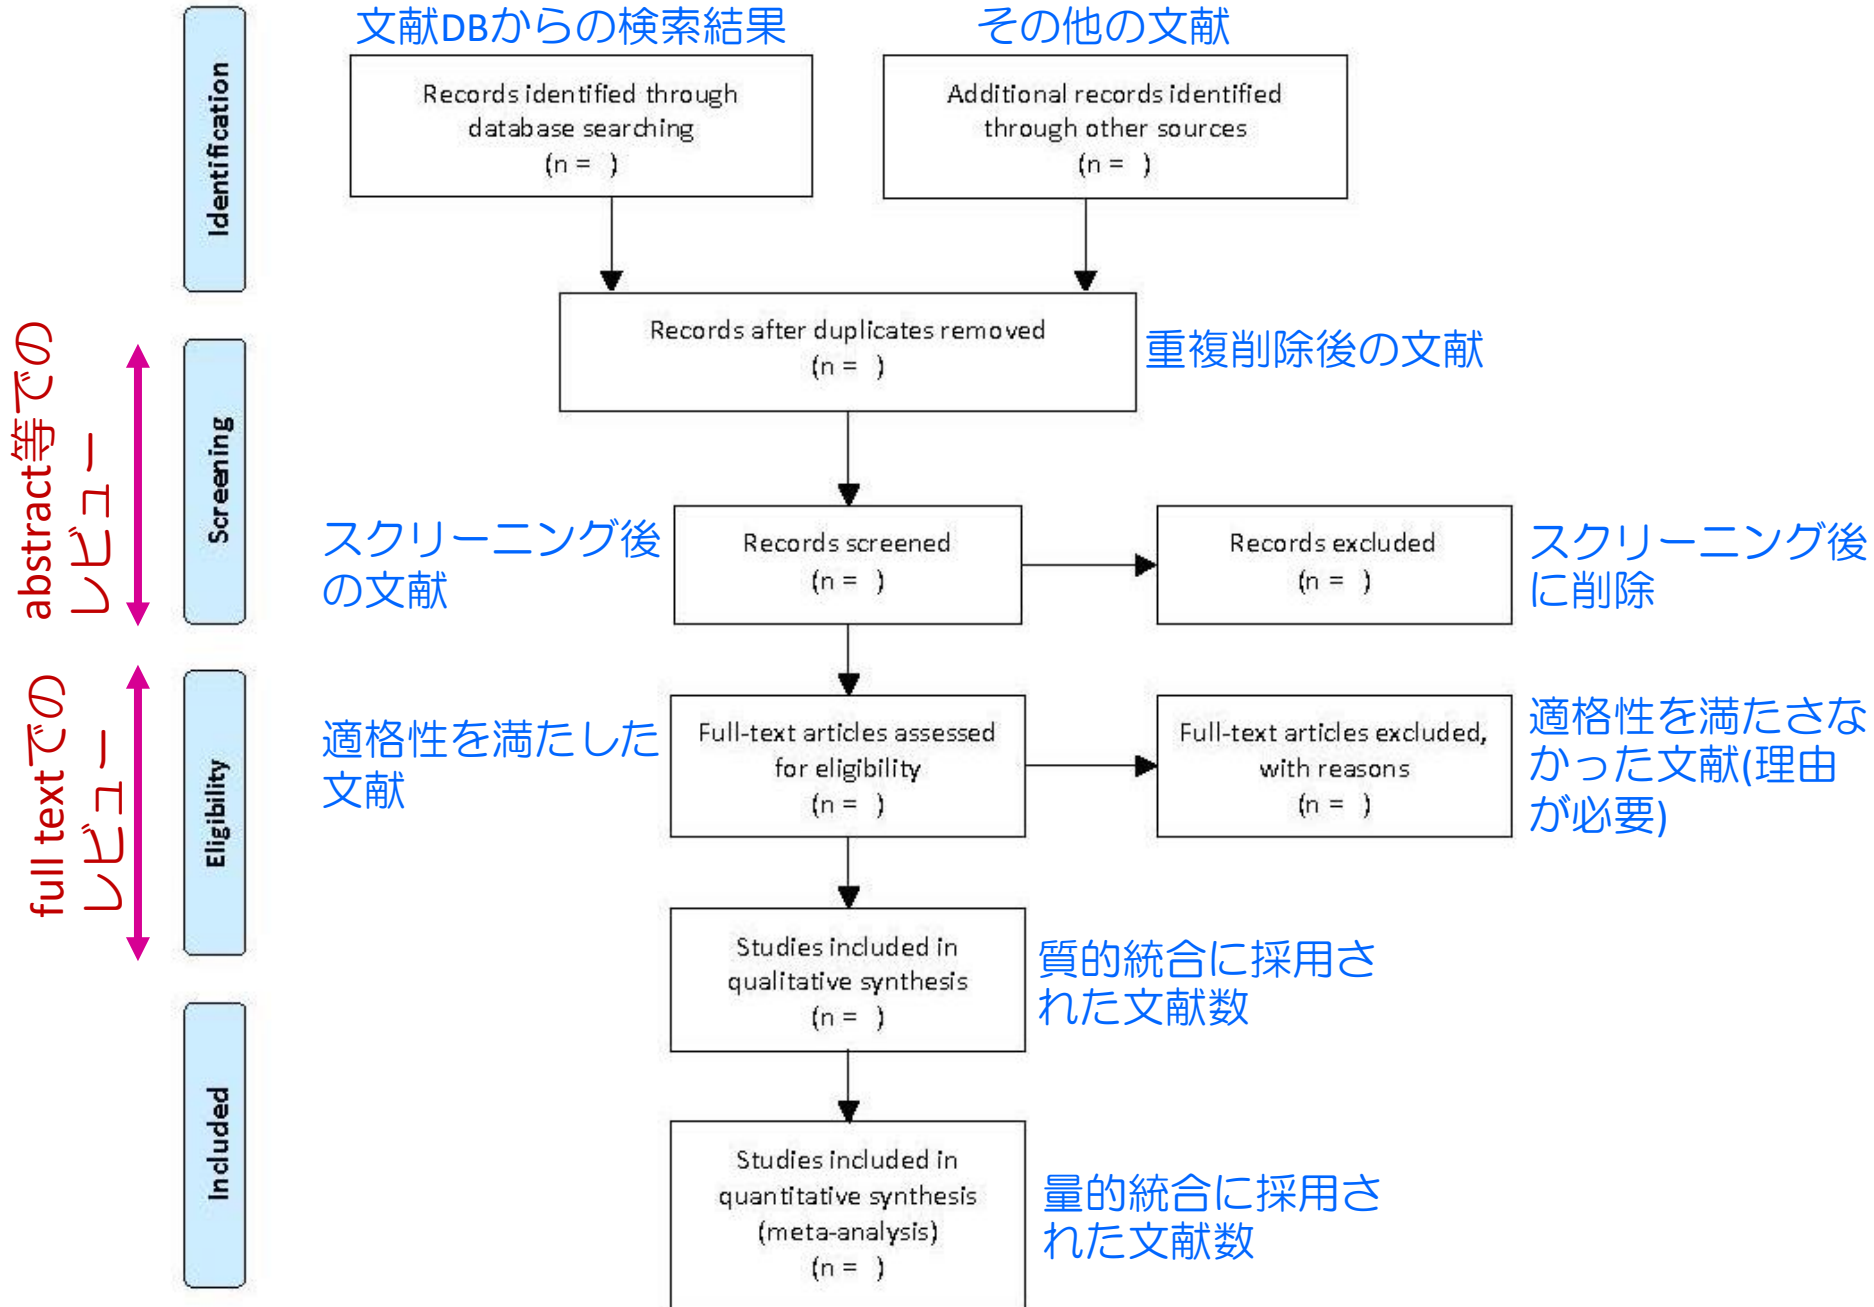 文献DBからの検索結果
その他の文献
Identification
Records identified through
database searching
(n =  )
Additional records identified
through other sources
(n =  )
Records after duplicates removed
(n =  )
重複削除後の文献
abstract等での
レビュー
Screening
スクリーニング後
の文献
Records screened
(n =  )
Records excluded
(n =  )
スクリーニング後
に削除
full textでの
レビュー
Eligibility
適格性を満たした
文献
Full-text articles assessed
for eligibility
(n =  )
Full-text articles excluded,
with reasons
(n =  )
適格性を満たさな
かった文献(理由
が必要)
Studies included in
qualitative synthesis
(n =  )
質的統合に採用さ
れた文献数
Included
Studies included in
quantitative synthesis
(meta-analysis)
(n =  )
量的統合に採用さ
れた文献数